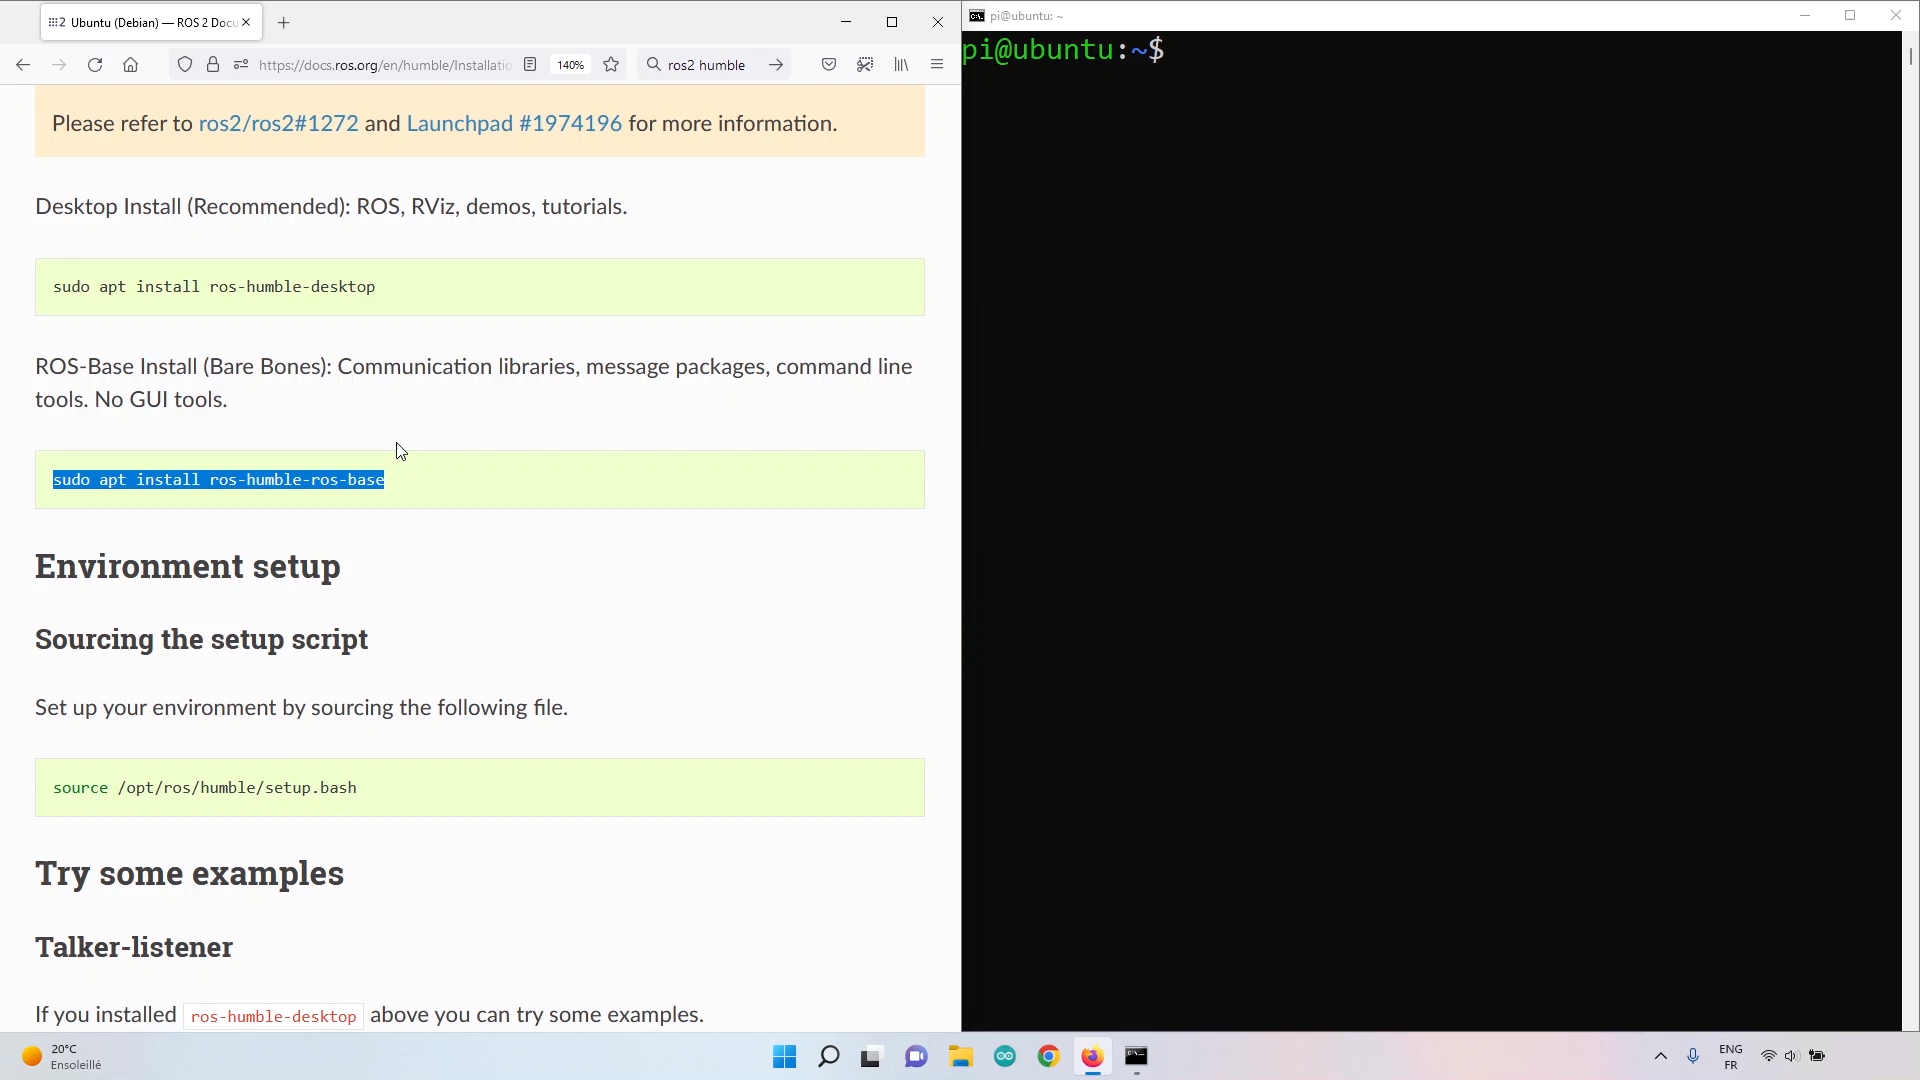 Ubuntu (Debian) — ROS 2 Docu
https://docs.ros.org/en/humble/Installatio
140%
ros2 humble
Please refer to ros2/ros2#1272 and Launchpad #1974196 for more information.
Desktop Install (Recommended): ROS, RViz, demos, tutorials.
sudo apt install ros-humble-desktop
ROS-Base Install (Bare Bones): Communication libraries, message packages, command line
tools. No GUI tools.
sudo apt install ros-humble-ros-base
Environment setup
Sourcing the setup script
Set up your environment by sourcing the following file.
source /opt/ros/humble/setup.bash
Try some examples
Talker-listener
If you installed ros-humble-desktop above you can try some examples.
pi@ubuntu: ~
pi@ubuntu:~$
20°C
Ensoleillé
ENG
FR